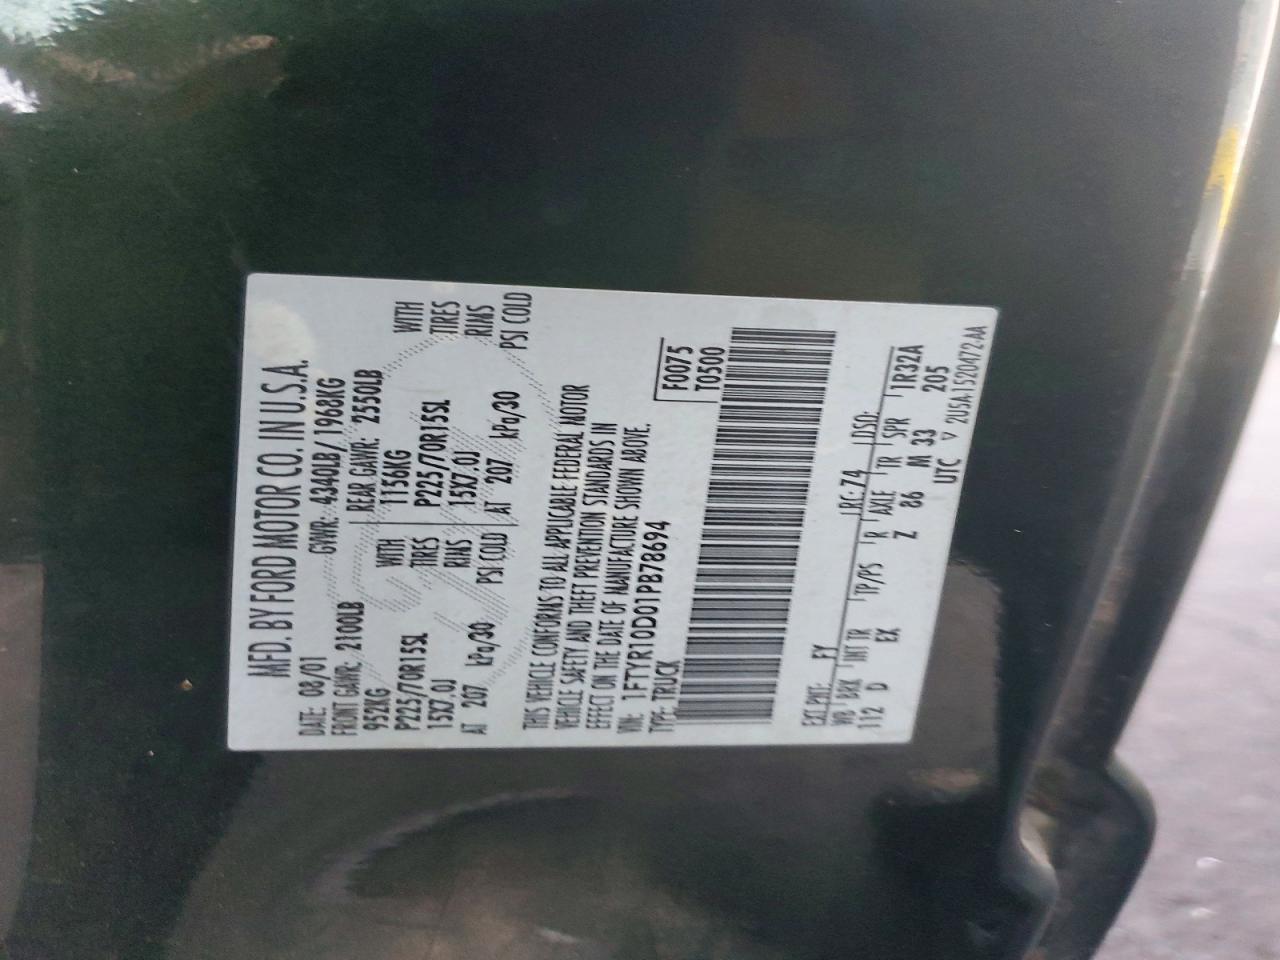 MFD. BY FORD MOTOR CO. IN U.S.A.
DATE: 08/01 GVWR: 4340LB/ 1968KG
FRONT GAWR: 2100LB REAR GAWR: 2550LB
952KG WITH 1156KG WITH
P225/70R15SL TIRES P225/70R15SL TIRES
15X7.0J RIMS 15X7.0J RIMS
AT 207 kPa/30 PSI COLD AT 207 kPa/30 PSI COLD
THIS VEHICLE CONFORMS TO ALL APPLICABLE FEDERAL MOTOR
VEHICLE SAFETY AND THEFT PREVENTION STANDARDS IN
EFFECT ON THE DATE OF MANUFACTURE SHOWN ABOVE.
VIN: 1FTYR10D01PB78694 F0075
TYPE: TRUCK T0500
EXT PNT: FY RC: 74 DSO:
WB BRK INT TR TP/PS R AXLE TR SPR 1R32A
112 D EX Z 86 M 33 205
UTC ▽ 2U5A-1520472-AA